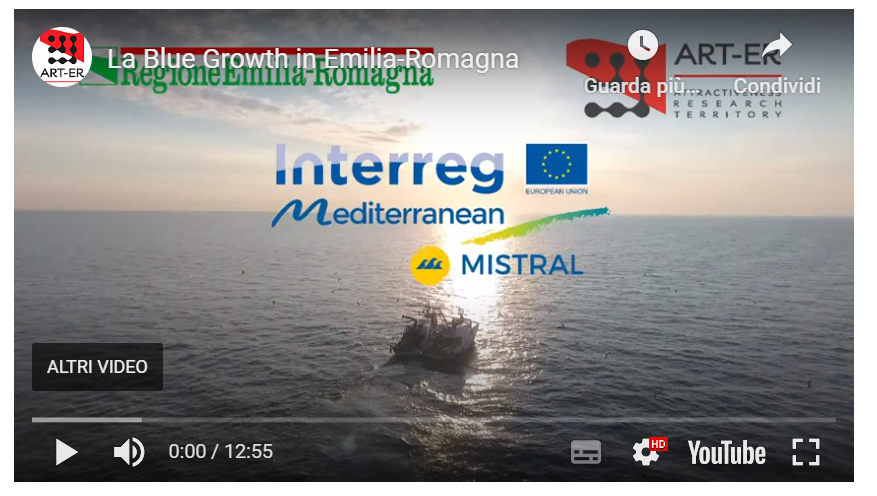 La Blue Growth in Emilia-Romagna
ART-ER
RegioneEmilia-Romagna
ART-ER
ATTRACTIVENESS
RESEARCH
TERRITORY
Guarda più...
Condividi
Interreg
EUROPEAN UNION
Mediterranean
MISTRAL
ALTRI VIDEO
0:00 / 12:55
HD
YouTube